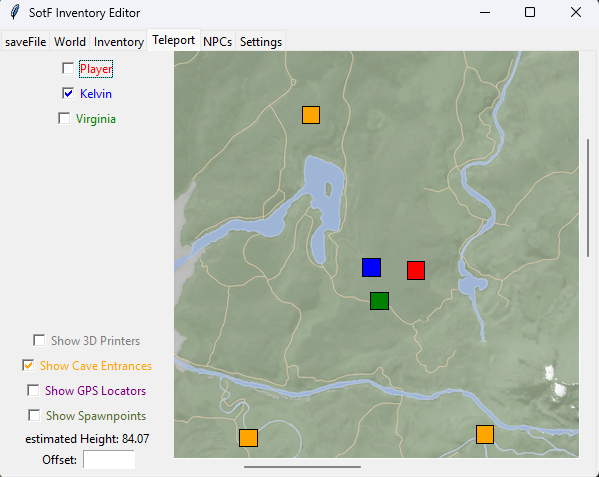 SotF Inventory Editor
saveFile World Inventory Teleport NPCs Settings
Player
Kelvin
Virginia
Show 3D Printers
Show Cave Entrances
Show GPS Locators
Show Spawnpoints
estimated Height: 84.07
Offset: